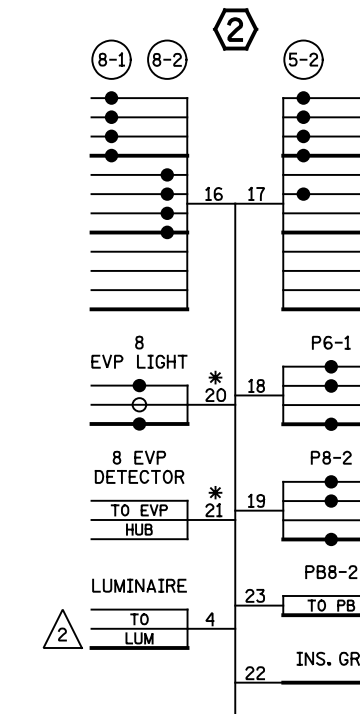 2
8-1 8-2 5-2
16 17
8
EVP LIGHT
*
20
18
P6-1
8 EVP
DETECTOR
TO EVP
HUB
*
21
19
P8-2
PB8-2
23
TO PB
LUMINAIRE
TO
LUM
4
2
22
INS. GR